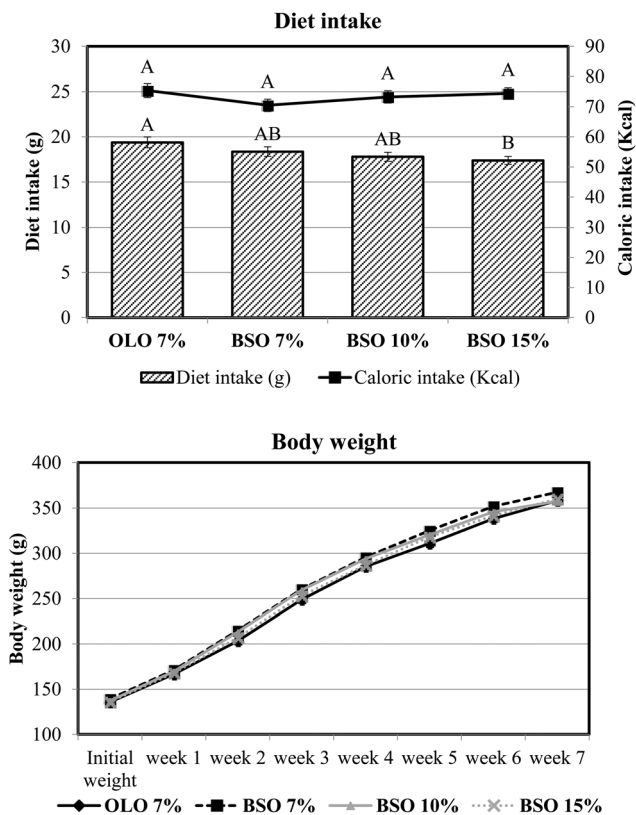 Diet intake
30
25
20
15
10
5
0
Diet intake (g)
A
A
A
A
A
AB
AB
B
90
80
70
60
50
40
30
20
10
0
Caloric intake (Kcal)
OLO 7% BSO 7% BSO 10% BSO 15%
Diet intake (g) Caloric intake (Kcal)
Body weight
400
350
300
250
200
150
100
Body weight (g)
Initial week 1 week 2 week 3 week 4 week 5 week 6 week 7
weight
OLO 7% BSO 7% BSO 10% BSO 15%